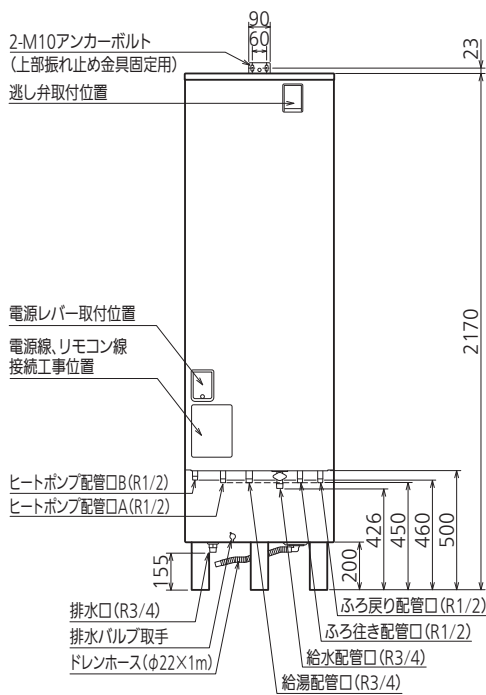 90
60
23
2-M10アンカーボルト
(上部振れ止め金具固定用)
逃し弁取付位置
2170
電源レバー取付位置
電源線、リモコン線
接続工事位置
ヒートポンプ配管口B(R1/2)
ヒートポンプ配管口A(R1/2)
155
200
426
450
460
500
排水口(R3/4)
排水バルブ取手
ドレンホース(φ22×1m)
ふろ戻り配管口(R1/2)
ふろ往き配管口(R1/2)
給水配管口(R3/4)
給湯配管口(R3/4)